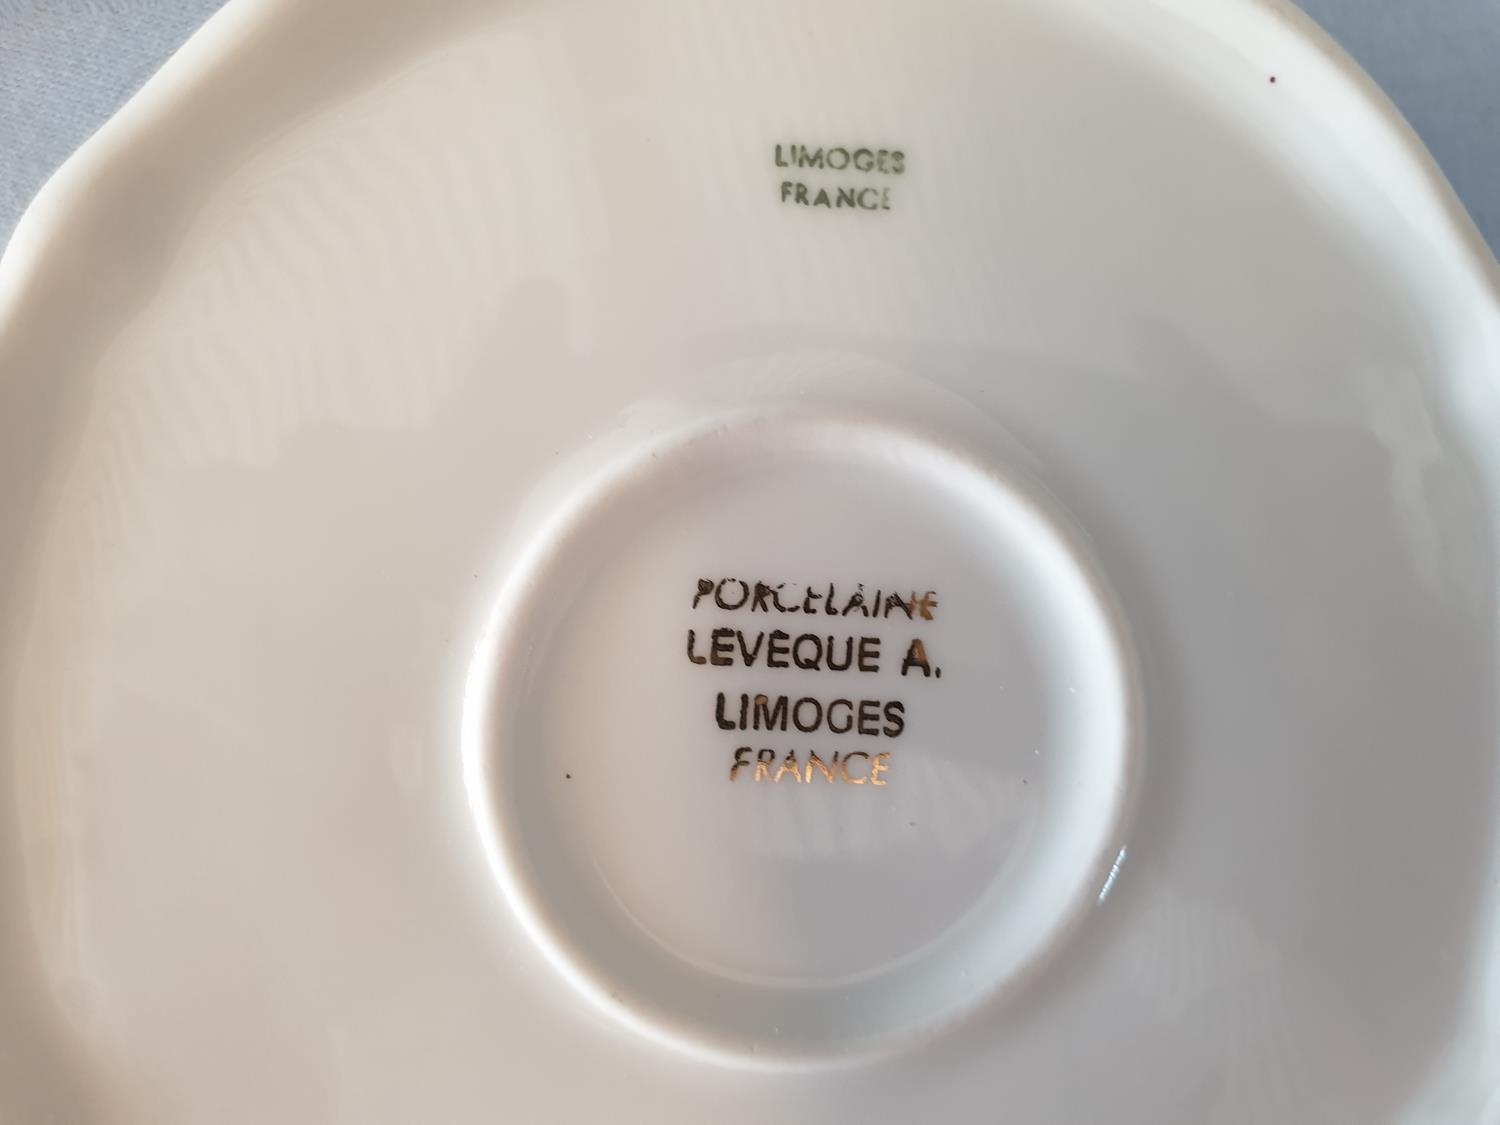 LIMOGES
FRANCE
PORCELAINE
LEVEQUE A.
LIMOGES
FRANCE